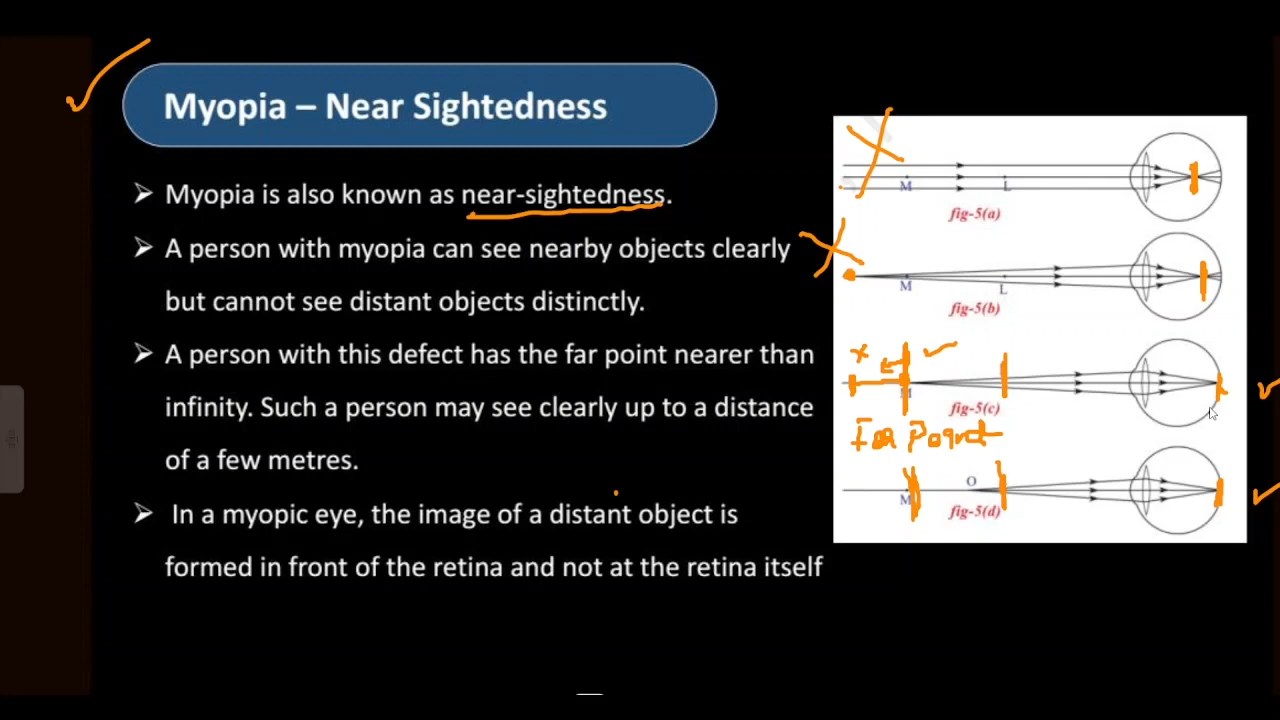 Myopia – Near Sightedness
Myopia is also known as near-sightedness.
A person with myopia can see nearby objects clearly
but cannot see distant objects distinctly.
A person with this defect has the far point nearer than
infinity. Such a person may see clearly up to a distance
of a few metres.
In a myopic eye, the image of a distant object is
formed in front of the retina and not at the retina itself
M L
fig-5(a)
M L
fig-5(b)
x
M
fig-5(c)
Far Point
O
M
fig-5(d)